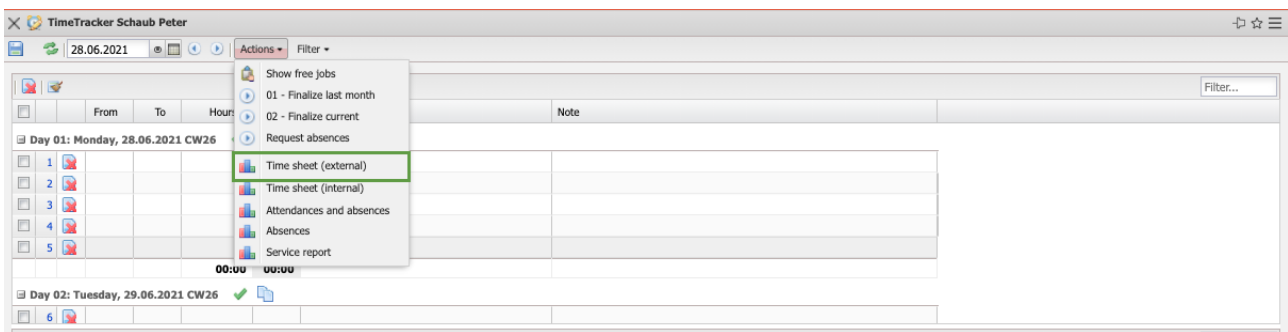 TimeTracker Schaub Peter
28.06.2021 Actions Filter
Show free jobs
Filter...
01 - Finalize last month
From To Hour Note
02 - Finalize current
Day 01: Monday, 28.06.2021 CW26
Request absences
1
Time sheet (external)
2
Time sheet (internal)
3
Attendances and absences
4
Absences
5
Service report
00:00 00:00
Day 02: Tuesday, 29.06.2021 CW26
6